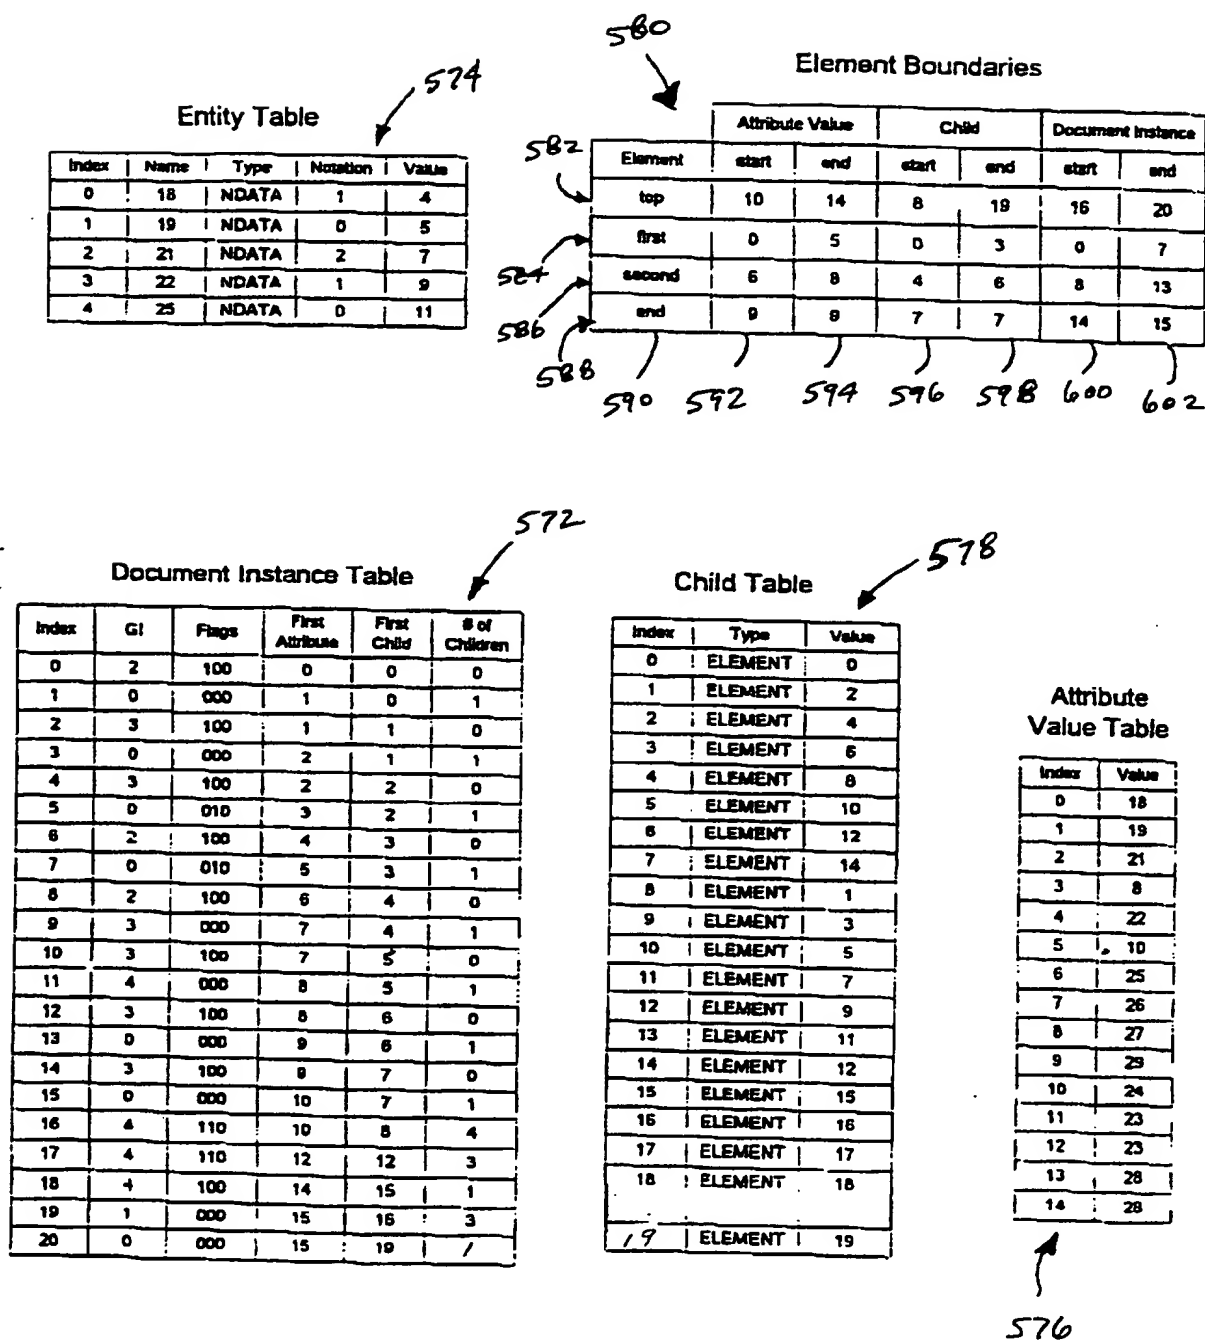 580
Element Boundaries
574
Entity Table
Index Name Type Notation Value
0 18 NDATA 1 4
1 19 NDATA 0 5
2 21 NDATA 2 7
3 22 NDATA 1 9
4 25 NDATA 0 11
Attribute Value Child Document Instance
Element start end start end start end
top 10 14 8 19 16 20
first 0 5 0 3 0 7
second 6 8 4 6 8 13
end 9 9 7 7 14 15
582
584
586
588
590 592 594 596 598 600 602
572
Document Instance Table
Index GI Flags First Attribute First Child # of Children
0 2 100 0 0 0
1 0 000 1 0 1
2 3 100 1 1 0
3 0 000 2 1 1
4 3 100 2 2 0
5 0 010 3 2 1
6 2 100 4 3 0
7 0 010 5 3 1
8 2 100 6 4 0
9 3 000 7 4 1
10 3 100 7 5 0
11 4 000 8 5 1
12 3 100 8 6 0
13 0 000 9 6 1
14 3 100 9 7 0
15 0 000 10 7 1
16 4 110 10 8 4
17 4 110 12 12 3
18 4 100 14 15 1
19 1 000 15 16 3
20 0 000 15 19 1
578
Child Table
Index Type Value
0 ELEMENT 0
1 ELEMENT 2
2 ELEMENT 4
3 ELEMENT 6
4 ELEMENT 8
5 ELEMENT 10
6 ELEMENT 12
7 ELEMENT 14
8 ELEMENT 1
9 ELEMENT 3
10 ELEMENT 5
11 ELEMENT 7
12 ELEMENT 9
13 ELEMENT 11
14 ELEMENT 12
15 ELEMENT 15
16 ELEMENT 16
17 ELEMENT 17
18 ELEMENT 18
19 ELEMENT 19
Attribute
Value Table
Index Value
0 18
1 19
2 21
3 8
4 22
5 10
6 25
7 26
8 27
9 29
10 24
11 23
12 23
13 28
14 28
576